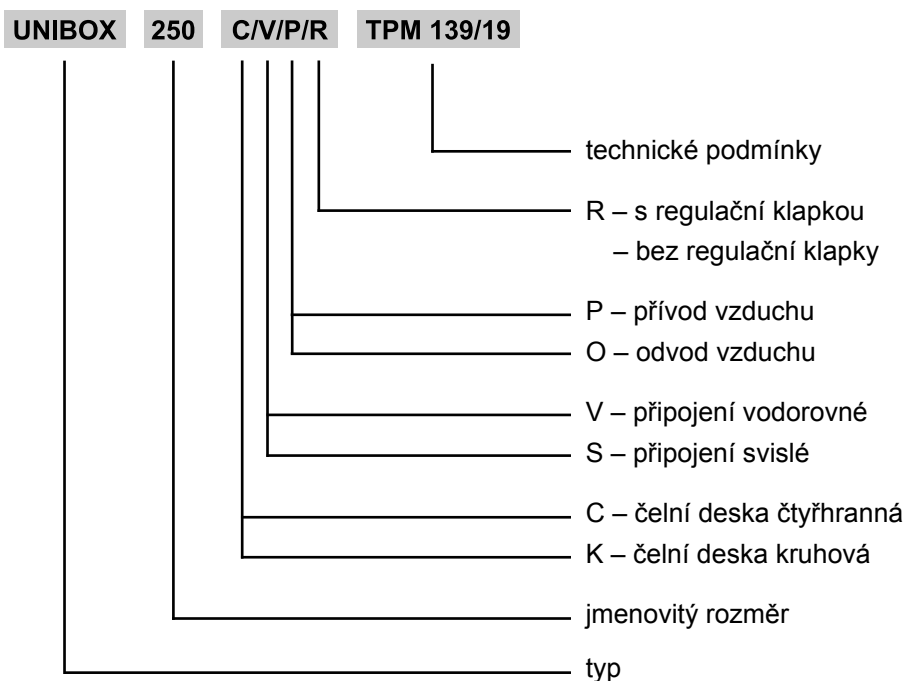 UNIBOX 250 C/V/P/R TPM 139/19
technické podmínky
R – s regulační klapkou
– bez regulační klapky
P – přívod vzduchu
O – odvod vzduchu
V – připojení vodorovné
S – připojení svislé
C – čelní deska čtyřhranná
K – čelní deska kruhová
jmenovitý rozměr
typ